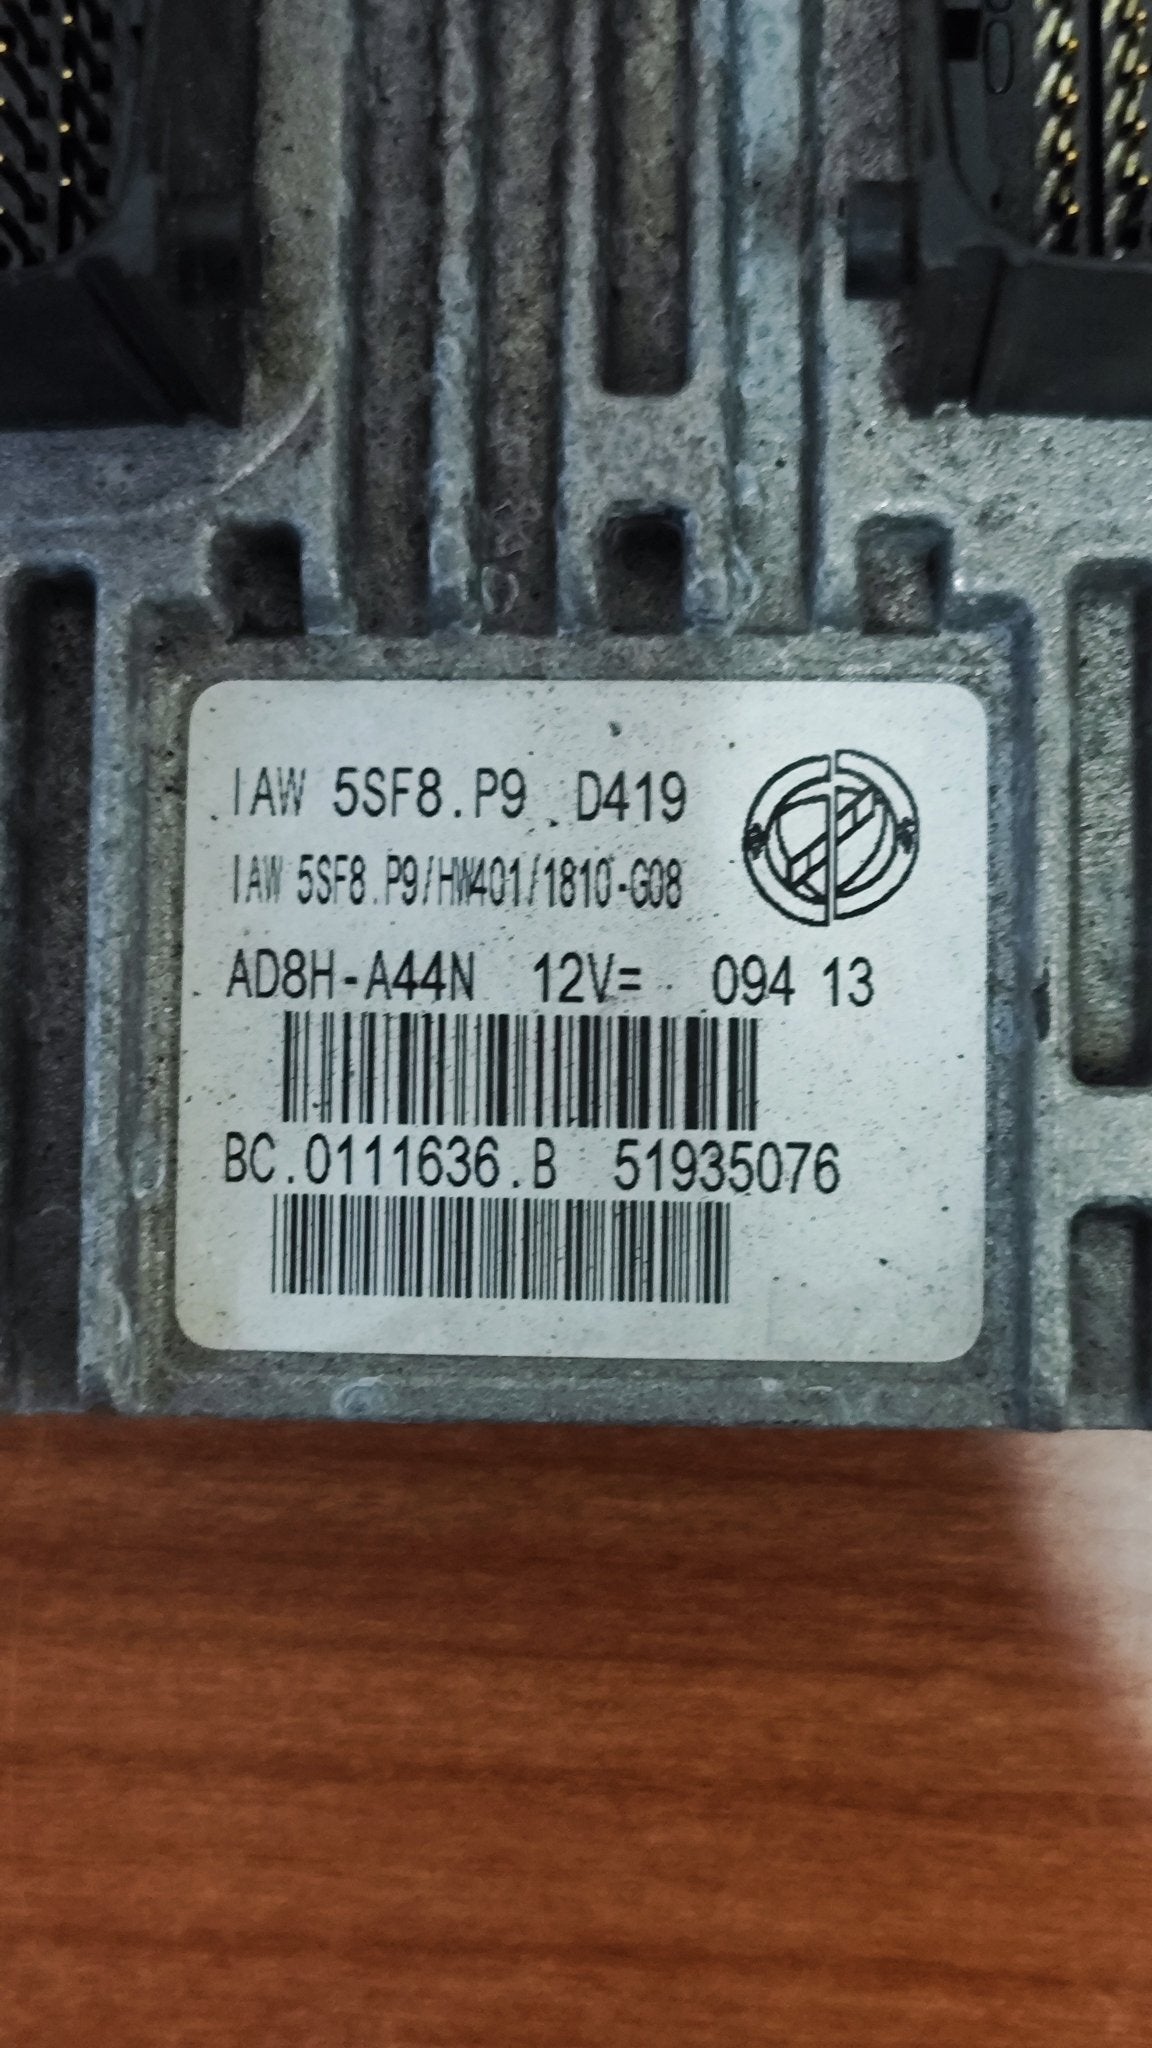 IAW 5SF8.P9 D419
IAW 5SF8.P9/HW401/1810-G08
AD8H-A44N 12V= 094 13
BC.0111636.B 51935076